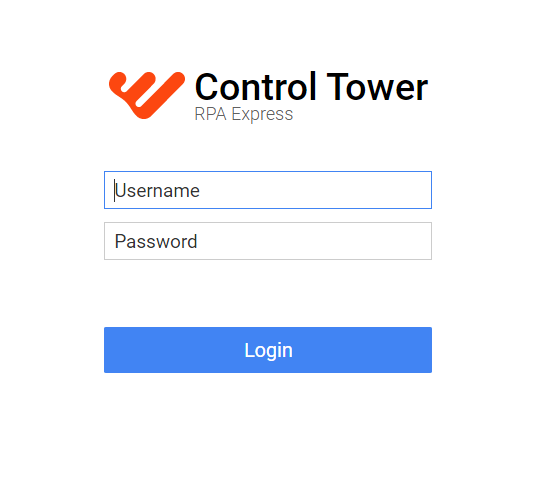 Control Tower
RPA Express
Username
Password
Login